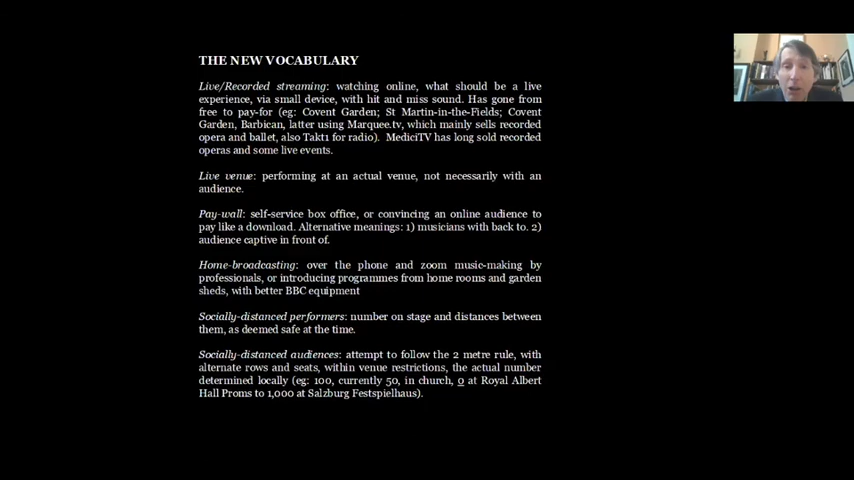 THE NEW VOCABULARY
Live/Recorded streaming: watching online, what should be a live
experience, via small device, with hit and miss sound. Has gone from
free to pay-for (eg: Covent Garden; St Martin-in-the-Fields; Covent
Garden, Barbican, latter using Marquee.tv, which mainly sells recorded
opera and ballet, also Takt1 for radio). MediciTV has long sold recorded
operas and some live events.
Live venue: performing at an actual venue, not necessarily with an
audience.
Pay-wall: self-service box office, or convincing an online audience to
pay like a download. Alternative meanings: 1) musicians with back to. 2)
audience captive in front of.
Home-broadcasting: over the phone and zoom music-making by
professionals, or introducing programmes from home rooms and garden
sheds, with better BBC equipment
Socially-distanced performers: number on stage and distances between
them, as deemed safe at the time.
Socially-distanced audiences: attempt to follow the 2 metre rule, with
alternate rows and seats, within venue restrictions, the actual number
determined locally (eg: 100, currently 50, in church, 0 at Royal Albert
Hall Proms to 1,000 at Salzburg Festspielhaus).